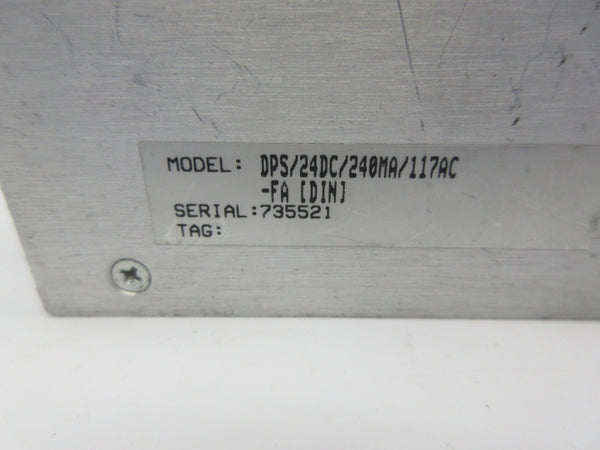 MODEL: DPS/24DC/240MA/117AC
-FA [DIN]
SERIAL:735521
TAG: